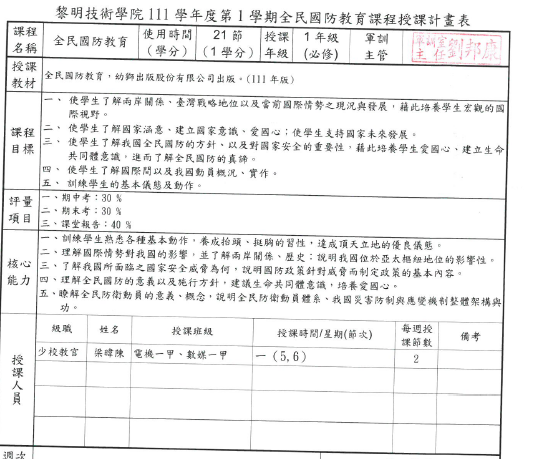 黎明技術學院 111 學年度第 1 學期全民國防教育課程授課計畫表
課程名稱 全民國防教育 使用時間(學分) 21 節(1 學分) 授課年級 1 年級(必修) 軍訓主管 軍訓室主任 劉邦康
授課教材 全民國防教育,幼獅出版股份有限公司出版。(111 年版)
課程目標
一、 使學生了解兩岸關係、臺灣戰略地位以及當前國際情勢之現況與發展,藉此培養學生宏觀的國
際視野。
二、 使學生了解國家涵意、建立國家意識、愛國心;使學生支持國家未來發展。
三、 使學生了解我國全民國防的方針、以及對國家安全的重要性,藉此培養學生愛國心、建立生命
共同體意識,進而了解全民國防的真諦。
四、 使學生了解國際間以及我國動員概況、實作。
五、 訓練學生的基本儀態及動作。
評量項目
一、期中考:30 %
二、期末考:30 %
三、課堂報告:40 %
核心能力
一、訓練學生熟悉各種基本動作,養成抬頭、挺胸的習性,達成頂天立地的優良儀態。
二、理解國際情勢對我國的影響,並了解兩岸關係、歷史;說明我國位於亞太樞紐地位的影響性。
三、了解我國所面臨之國家安全威脅為何,說明國防政策針對威脅而制定政策的基本內容。
四、理解全民國防的意義以及施行方針,建議生命共同體意識,培養愛國心。
五、瞭解全民防衛動員的意義、概念,說明全民防衛動員體系、我國災害防制與應變機制整體架構與
功。
授課人員
級職 姓名 授課班級 授課時間/星期(節次) 每週授課節數 備考
少校教官 梁暐陳 電機一甲、數媒一甲 一 (5,6) 2
週次